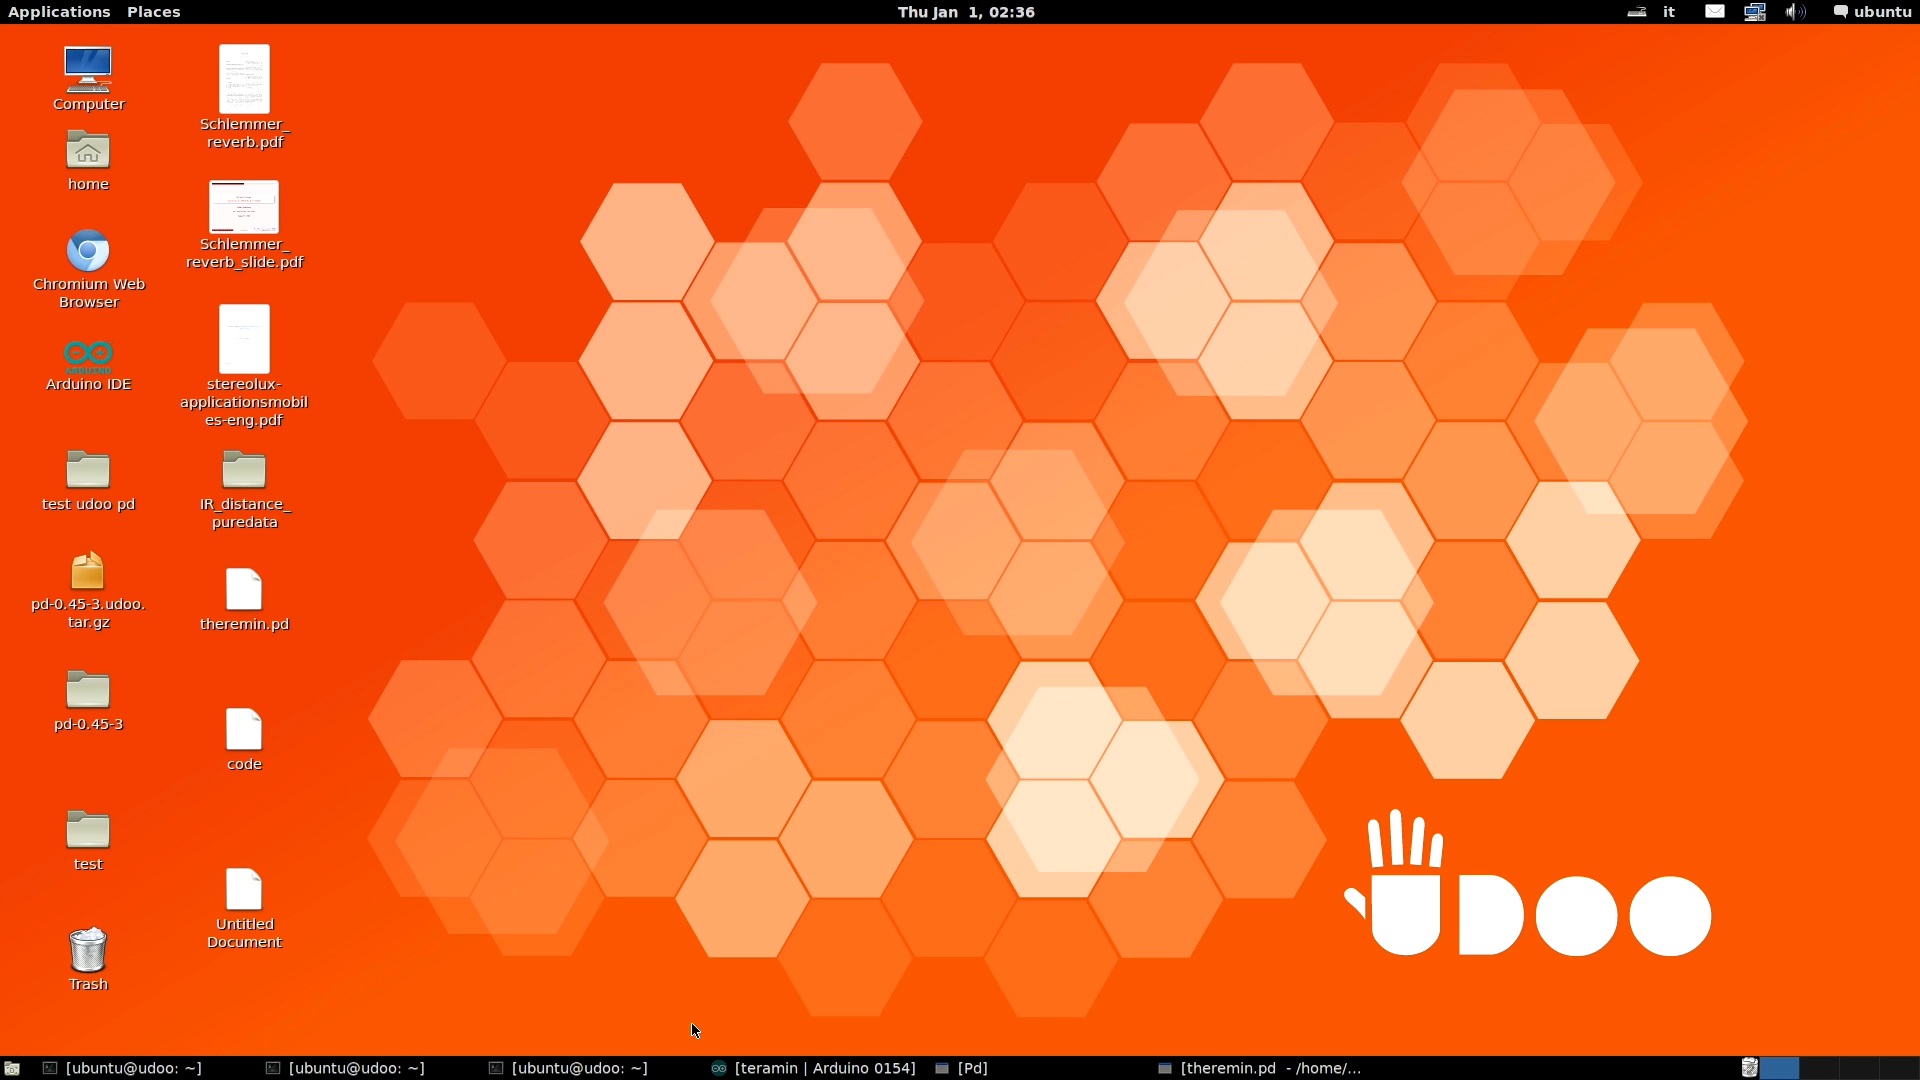 Applications Places Thu Jan  1, 02:36 it ubuntu
Computer
home
Chromium Web
Browser
Arduino IDE
test udoo pd
pd-0.45-3.udoo.
tar.gz
pd-0.45-3
test
Trash
Schlemmer_
reverb.pdf
Schlemmer_
reverb_slide.pdf
stereolux-
applicationsmobil
es-eng.pdf
IR_distance_
puredata
theremin.pd
code
Untitled
Document
UDOO
[ubuntu@udoo: ~] [ubuntu@udoo: ~] [ubuntu@udoo: ~] [teramin | Arduino 0154] [Pd] [theremin.pd  - /home/...